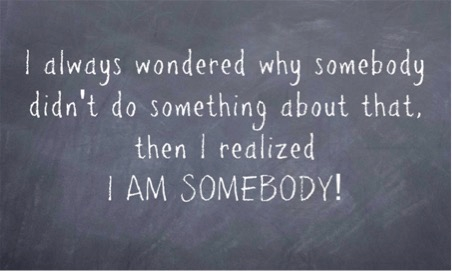 I always wondered why somebody
didn't do something about that,
then I realized
I AM SOMEBODY!